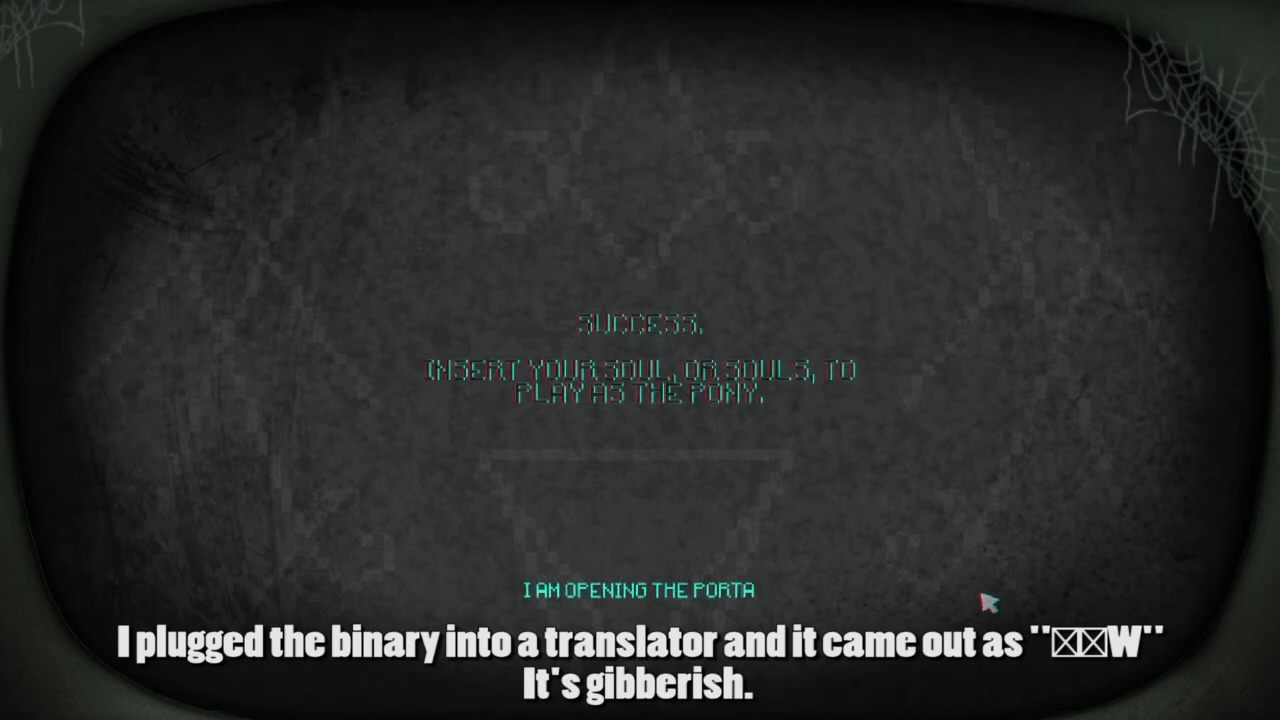 SUCCESS.
INSERT YOUR SOUL, OR SOULS, TO
PLAY AS THE PONY.
I AM OPENING THE PORTA
I plugged the binary into a translator and it came out as "☒☒W"
It's gibberish.